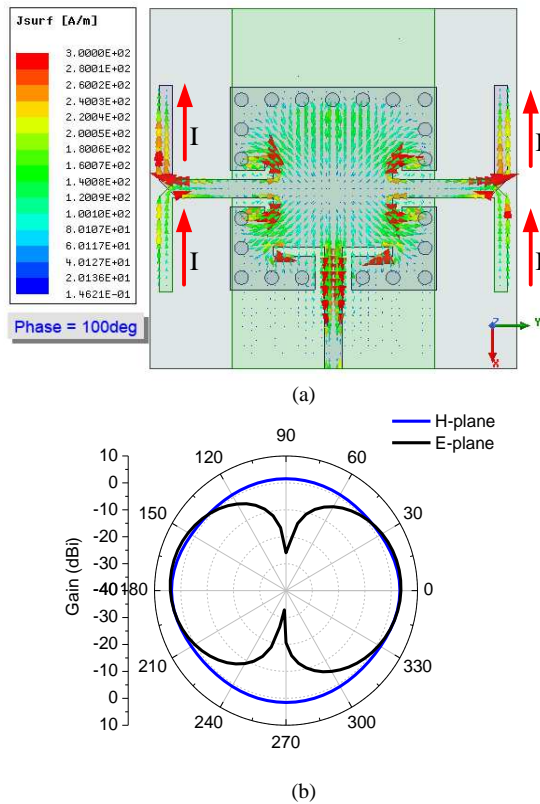 Jsurf [A/m]
3.0000E+02
2.8001E+02
2.6002E+02
2.4003E+02
2.2004E+02
2.0005E+02
1.8006E+02
1.6007E+02
1.4008E+02
1.2009E+02
1.0010E+02
8.0107E+01
6.0117E+01
4.0127E+01
2.0136E+01
1.4621E-01
Phase = 100deg
I
I
I
I
Z
Y
X
(a)
H-plane
E-plane
Gain (dBi)
10
0
-10
-20
-30
-40
-30
-20
-10
0
10
90
60
30
0
330
300
270
240
210
180
150
120
(b)